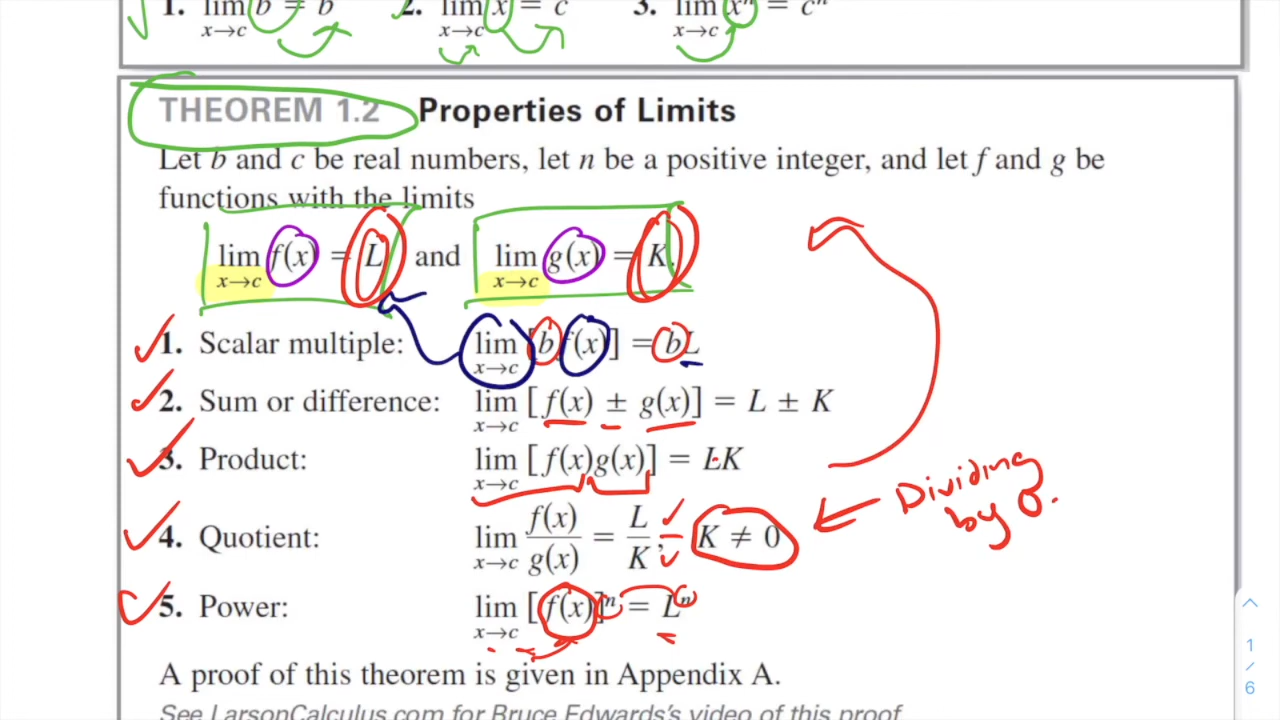 1. lim b = b 2. lim x = c 3. lim xⁿ = cⁿ
x→c x→c x→c
THEOREM 1.2 Properties of Limits
Let b and c be real numbers, let n be a positive integer, and let f and g be
functions with the limits
lim f(x) = L and lim g(x) = K.
x→c x→c
1. Scalar multiple: lim [b f(x)] = bL
x→c
2. Sum or difference: lim [f(x) ± g(x)] = L ± K
x→c
3. Product: lim [f(x)g(x)] = LK
x→c
Dividing
by 0.
4. Quotient: lim f(x)/g(x) = L/K, K ≠ 0
x→c
5. Power: lim [f(x)]ⁿ = Lⁿ
x→c
A proof of this theorem is given in Appendix A.
See LarsonCalculus.com for Bruce Edwards's video of this proof.
1
/
6